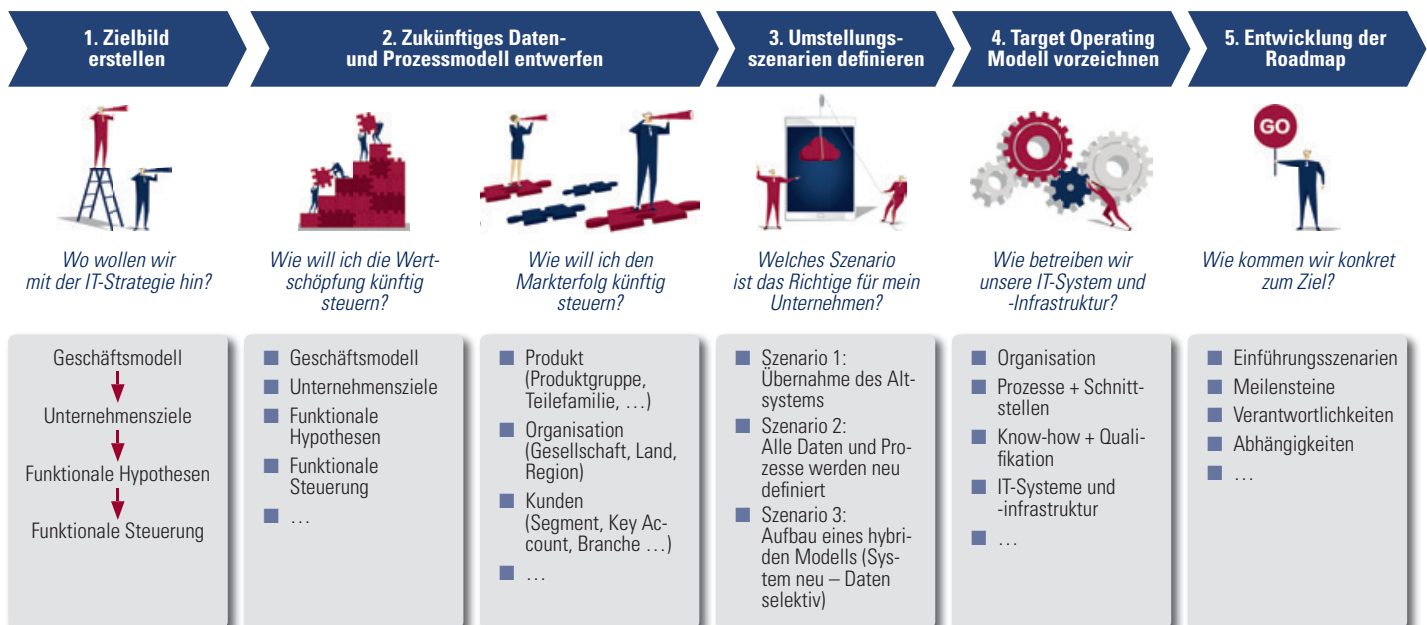 1. Zielbild
erstellen
2. Zukünftiges Daten-
und Prozessmodell entwerfen
3. Umstellungs-
szenarien definieren
4. Target Operating
Modell vorzeichnen
5. Entwicklung der
Roadmap
GO
Wo wollen wir
mit der IT-Strategie hin?
Wie will ich die Wert-
schöpfung künftig
steuern?
Wie will ich den
Markterfolg künftig
steuern?
Welches Szenario
ist das Richtige für mein
Unternehmen?
Wie betreiben wir
unsere IT-System und
-Infrastruktur?
Wie kommen wir konkret
zum Ziel?
Geschäftsmodell
Unternehmensziele
Funktionale Hypothesen
Funktionale Steuerung
Geschäftsmodell
Unternehmensziele
Funktionale
Hypothesen
Funktionale
Steuerung
…
Produkt
(Produktgruppe,
Teilefamilie, …)
Organisation
(Gesellschaft, Land,
Region)
Kunden
(Segment, Key Ac-
count, Branche …)
…
Szenario 1:
Übernahme des Alt-
systems
Szenario 2:
Alle Daten und Pro-
zesse werden neu
definiert
Szenario 3:
Aufbau eines hybri-
den Modells (Sys-
tem neu – Daten
selektiv)
Organisation
Prozesse + Schnitt-
stellen
Know-how + Quali-
fikation
IT-Systeme und
-infrastruktur
…
Einführungsszenarien
Meilensteine
Verantwortlichkeiten
Abhängigkeiten
…